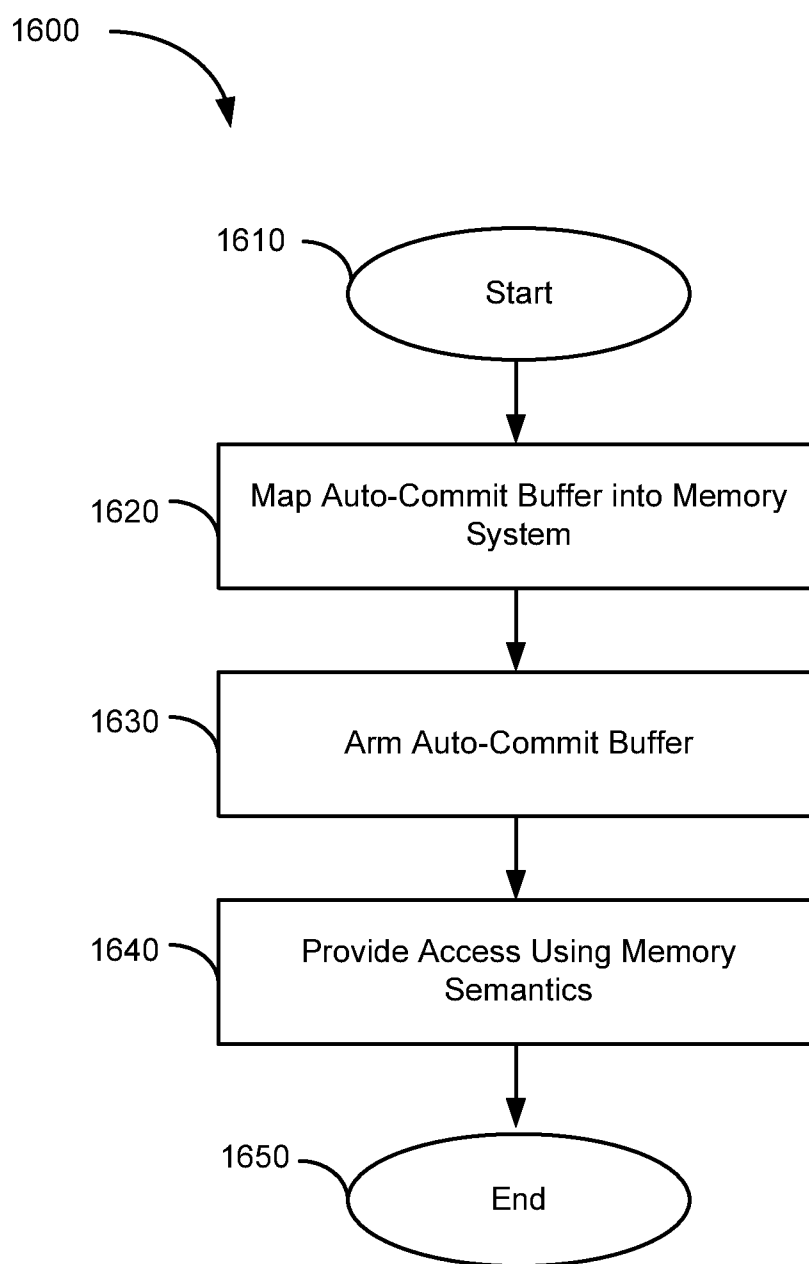 1600
1610
Start
1620
Map Auto-Commit Buffer into Memory
System
1630
Arm Auto-Commit Buffer
1640
Provide Access Using Memory
Semantics
1650
End